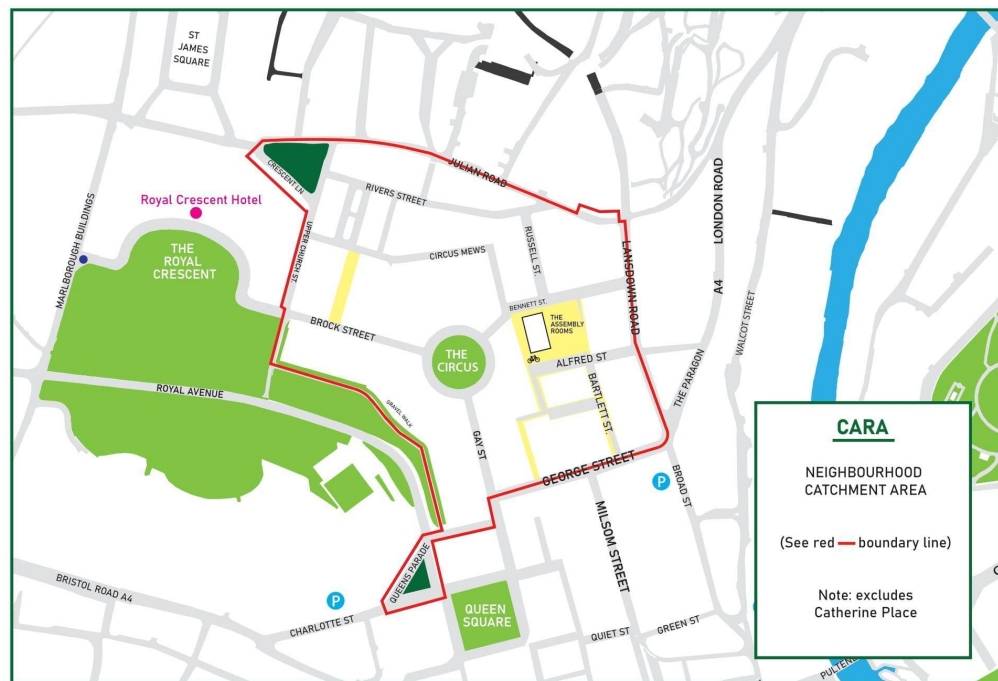 ST
JAMES
SQUARE
JULIAN ROAD
CRESCENT LN
RIVERS STREET
LONDON ROAD
A4
Royal Crescent Hotel
MARLBOROUGH BUILDINGS
UPPER CHURCH ST.
RUSSELL ST.
LANSDOWN ROAD
THE
ROYAL
CRESCENT
CIRCUS MEWS
BENNETT ST.
THE
ASSEMBLY
ROOMS
BROCK STREET
WALCOT STREET
THE
CIRCUS
ALFRED ST
THE PARAGON
ROYAL AVENUE
BARTLETT ST.
GRAVEL WALK
GAY ST
GEORGE STREET
BROAD ST
P
MILSOM STREET
CARA
NEIGHBOURHOOD
CATCHMENT AREA
(See red boundary line)
Note: excludes
Catherine Place
QUEENS PARADE
BRISTOL ROAD A4
P
CHARLOTTE ST
QUEEN
SQUARE
QUIET ST
GREEN ST
PULTENE